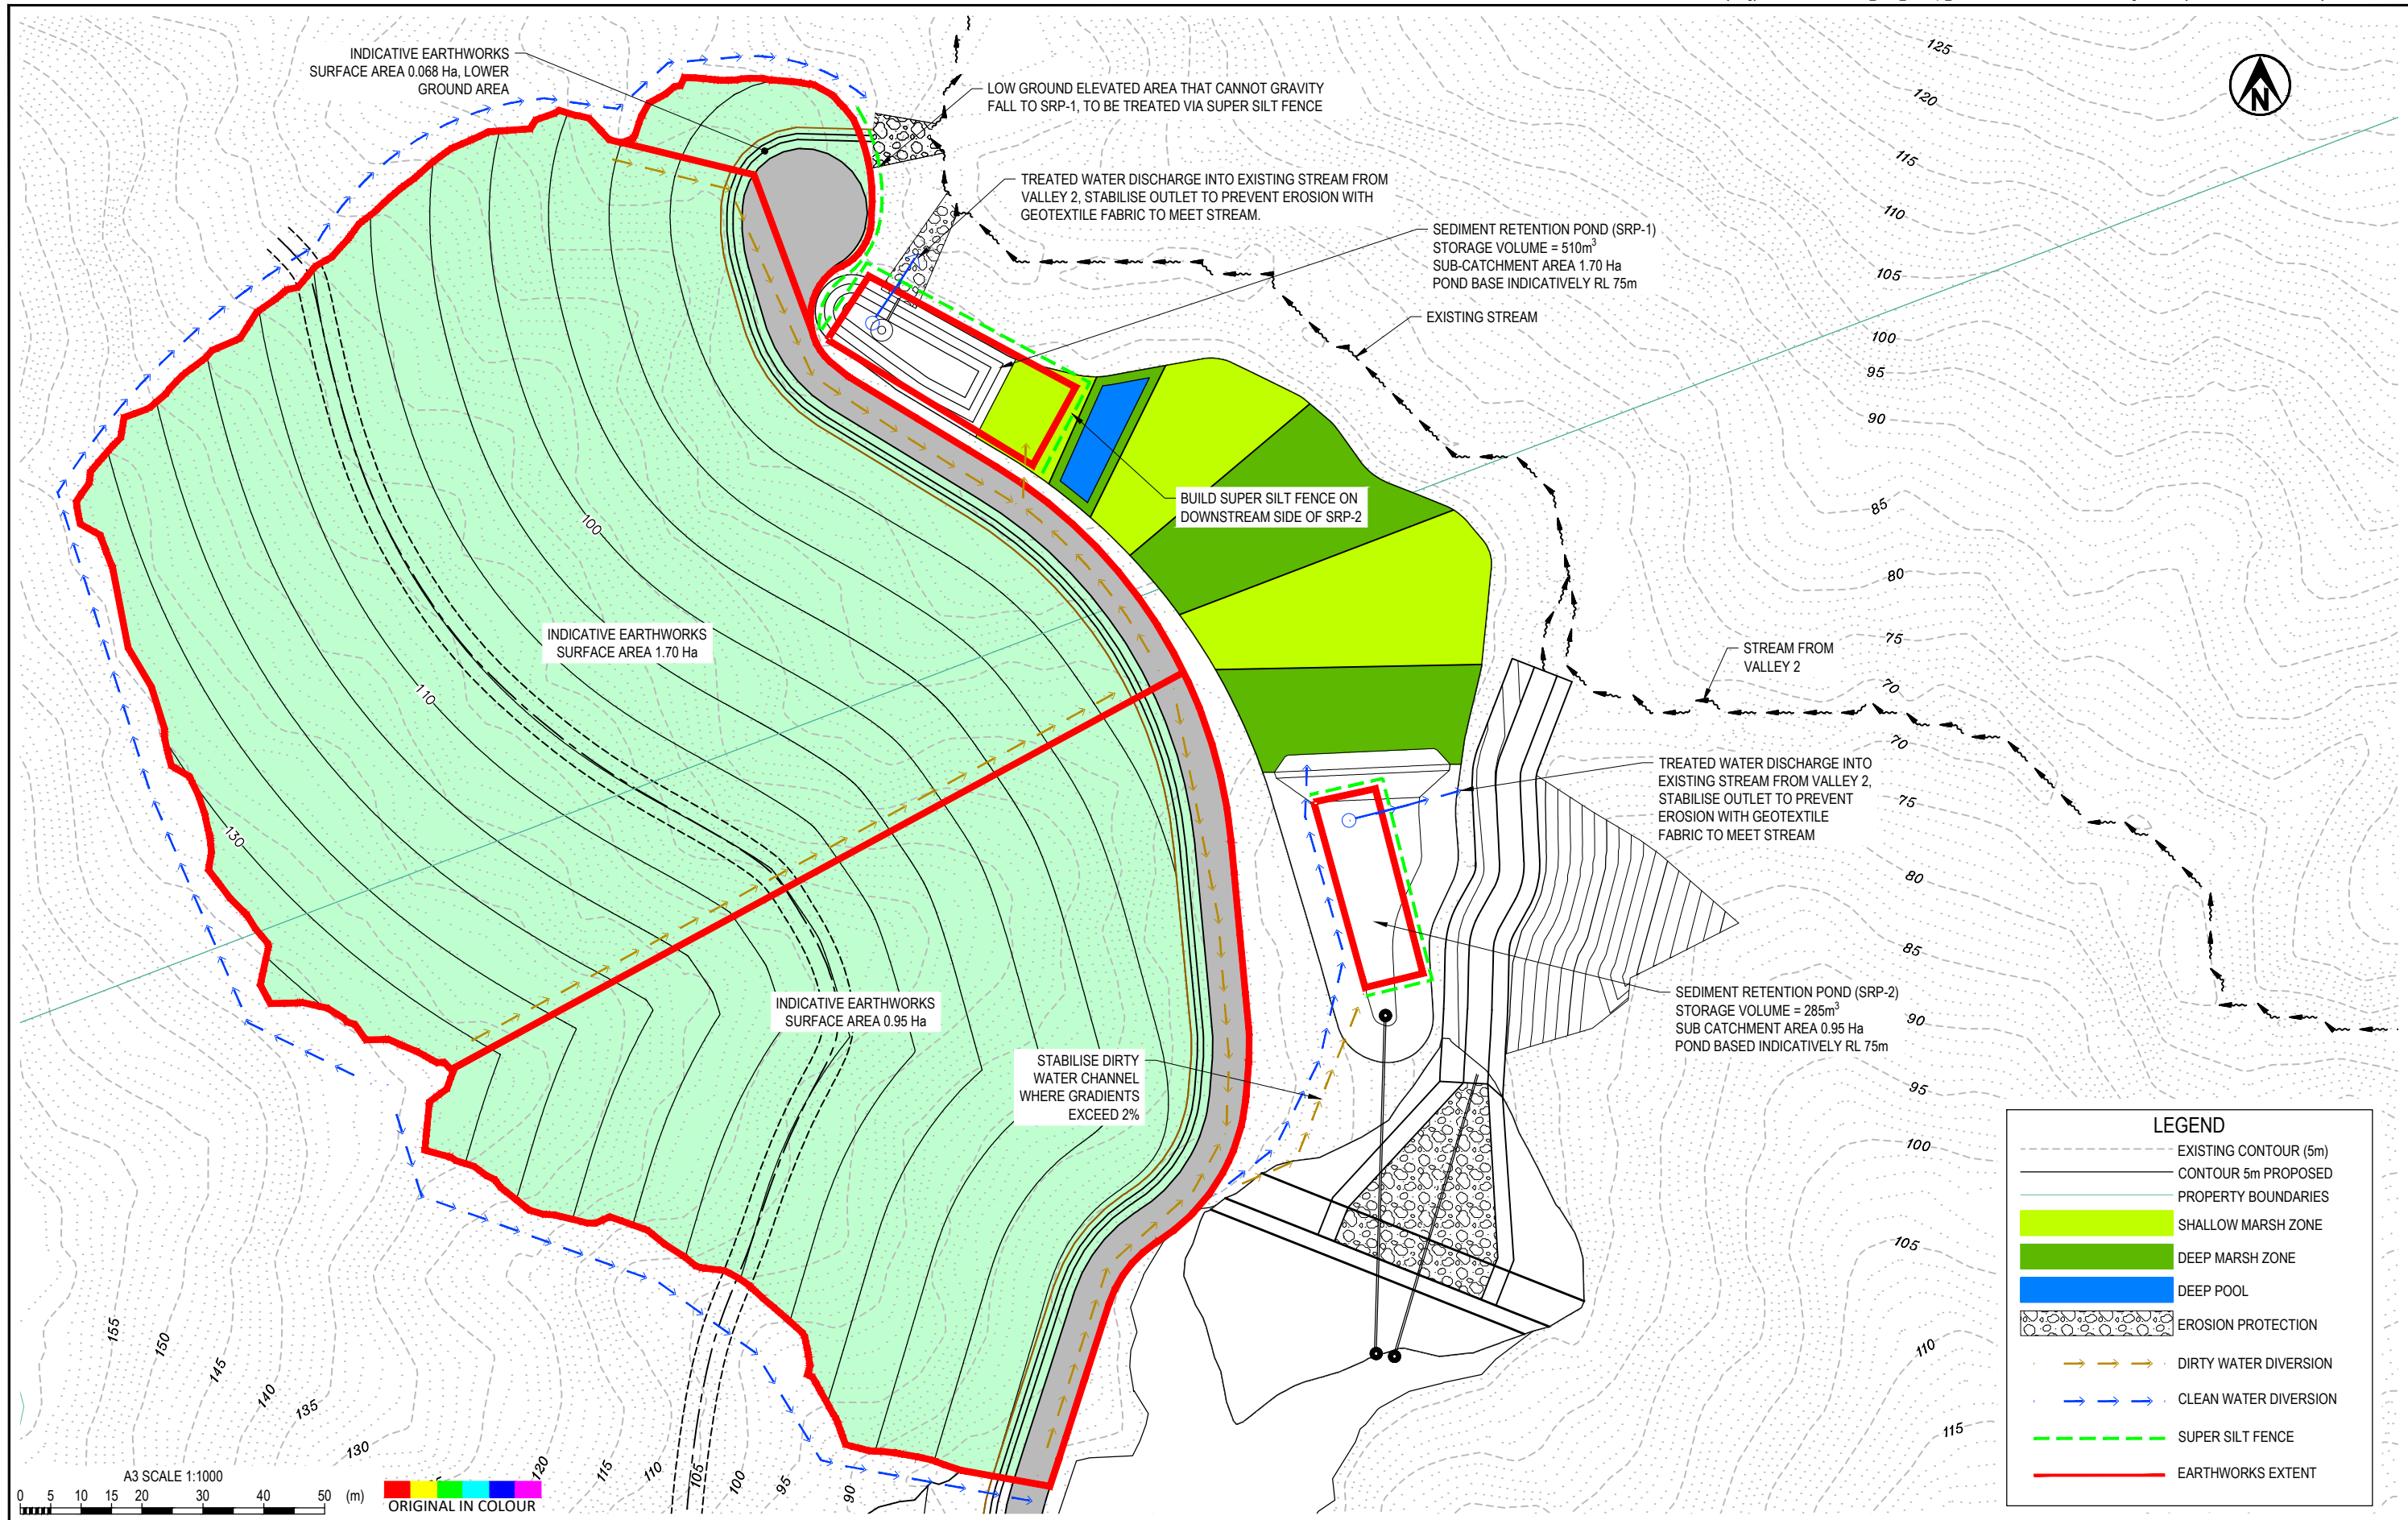 INDICATIVE EARTHWORKS
SURFACE AREA 0.068 Ha, LOWER
GROUND AREA
LOW GROUND ELEVATED AREA THAT CANNOT GRAVITY
FALL TO SRP-1, TO BE TREATED VIA SUPER SILT FENCE
TREATED WATER DISCHARGE INTO EXISTING STREAM FROM
VALLEY 2, STABILISE OUTLET TO PREVENT EROSION WITH
GEOTEXTILE FABRIC TO MEET STREAM.
SEDIMENT RETENTION POND (SRP-1)
STORAGE VOLUME = 510m³
SUB-CATCHMENT AREA 1.70 Ha
POND BASE INDICATIVELY RL 75m
EXISTING STREAM
N
125
120
115
110
105
100
95
90
85
80
75
70
70
75
80
85
90
95
100
105
110
115
BUILD SUPER SILT FENCE ON
DOWNSTREAM SIDE OF SRP-2
100
110
130
INDICATIVE EARTHWORKS
SURFACE AREA 1.70 Ha
STREAM FROM
VALLEY 2
TREATED WATER DISCHARGE INTO
EXISTING STREAM FROM VALLEY 2,
STABILISE OUTLET TO PREVENT
EROSION WITH GEOTEXTILE
FABRIC TO MEET STREAM
INDICATIVE EARTHWORKS
SURFACE AREA 0.95 Ha
SEDIMENT RETENTION POND (SRP-2)
STORAGE VOLUME = 285m³
SUB CATCHMENT AREA 0.95 Ha
POND BASED INDICATIVELY RL 75m
STABILISE DIRTY
WATER CHANNEL
WHERE GRADIENTS
EXCEED 2%
LEGEND
EXISTING CONTOUR (5m)
CONTOUR 5m PROPOSED
PROPERTY BOUNDARIES
SHALLOW MARSH ZONE
DEEP MARSH ZONE
DEEP POOL
EROSION PROTECTION
DIRTY WATER DIVERSION
CLEAN WATER DIVERSION
SUPER SILT FENCE
EARTHWORKS EXTENT
155
150
145
140
135
130
120
115
110
105
100
95
90
A3 SCALE 1:1000
0 5 10 15 20 30 40 50 (m)
ORIGINAL IN COLOUR